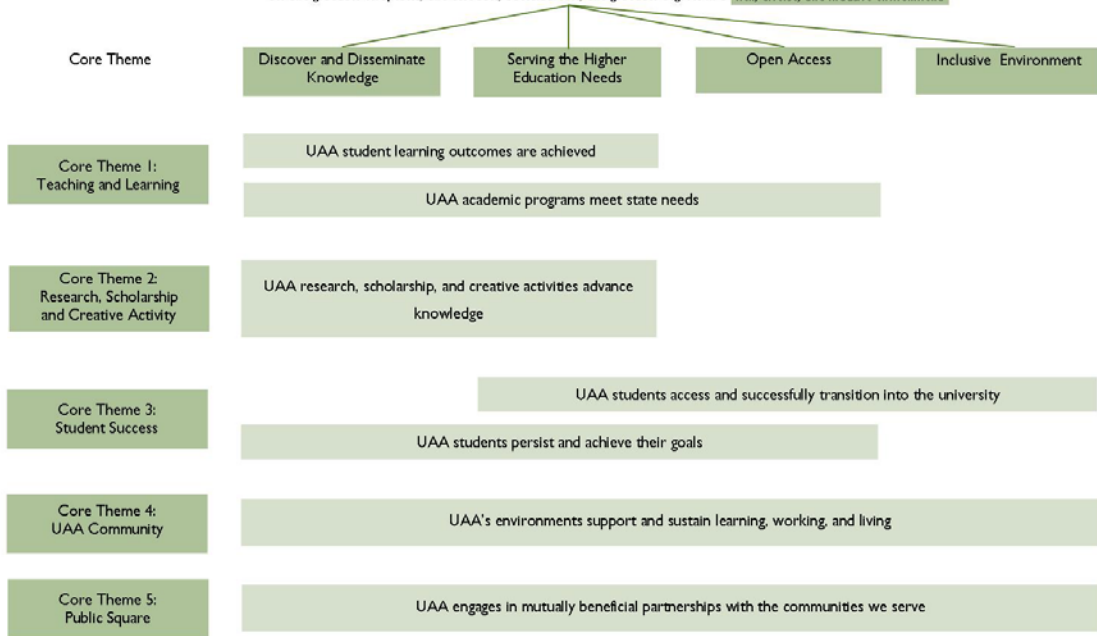 Core Theme
Discover and Disseminate
Knowledge
Serving the Higher
Education Needs
Open Access
Inclusive Environment
Core Theme 1:
Teaching and Learning
UAA student learning outcomes are achieved
UAA academic programs meet state needs
Core Theme 2:
Research, Scholarship
and Creative Activity
UAA research, scholarship, and creative activities advance
knowledge
Core Theme 3:
Student Success
UAA students access and successfully transition into the university
UAA students persist and achieve their goals
Core Theme 4:
UAA Community
UAA's environments support and sustain learning, working, and living
Core Theme 5:
Public Square
UAA engages in mutually beneficial partnerships with the communities we serve